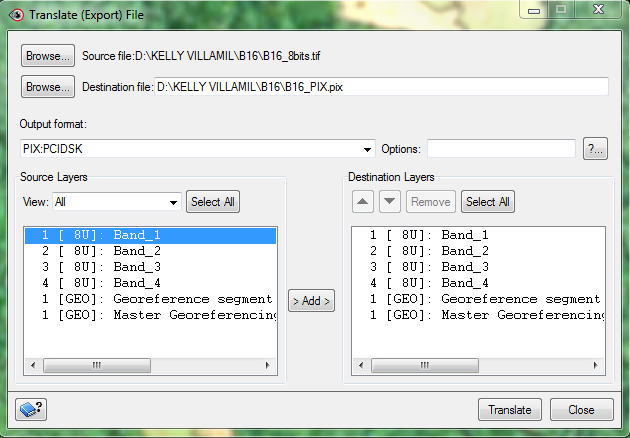 Translate (Export) File
Browse... Source file:D:\KELLY VILLAMIL\B16\B16_8bits.tif
Browse... Destination file: D:\KELLY VILLAMIL\B16\B16_PIX.pix
Output format:
PIX:PCIDSK Options: ?...
Source Layers Destination Layers
View: All Select All Remove Select All
1 [ 8U]: Band_1 1 [ 8U]: Band_1
2 [ 8U]: Band_2 2 [ 8U]: Band_2
3 [ 8U]: Band_3 3 [ 8U]: Band_3
4 [ 8U]: Band_4 4 [ 8U]: Band_4
1 [GEO]: Georeference segment 1 [GEO]: Georeference segment
1 [GEO]: Master Georeferencing 1 [GEO]: Master Georeferencing
> Add >
? Translate Close